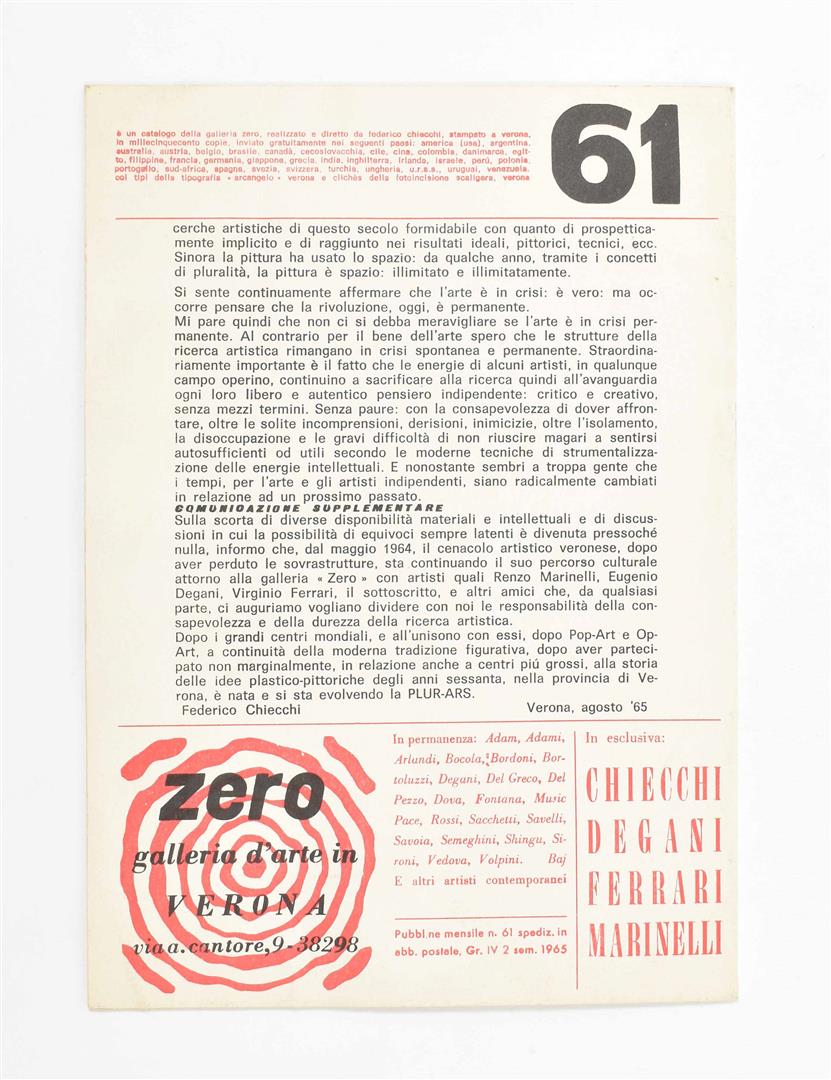 61
è un catalogo della galleria zero, realizzato e diretto da federico chiecchi, stampato a verona,
in millecinquecento copie, inviato gratuitamente nei seguenti paesi: america (usa), argentina,
australia, austria, belgio, brasile, canadà, cecoslovacchia, cile, cina, colombia, danimarca, egit-
to, filippine, francia, garmania, giappone, grecia, india, inghilterra, irlanda, israele, perú, polonia,
portogallo, sud-africa, spagna, svezia, svizzera, turchia, ungheria, u.r.s.s., uruguai, venezuela.
coi tipi della tipografia «arcangelo» verona e clichès della fotoincisione scaligera, verona
cerche artistiche di questo secolo formidabile con quanto di prospettica-
mente implicito e di raggiunto nei risultati ideali, pittorici, tecnici, ecc.
Sinora la pittura ha usato lo spazio: da qualche anno, tramite i concetti
di pluralità, la pittura è spazio: illimitato e illimitatamente.
Si sente continuamente affermare che l'arte è in crisi: è vero: ma oc-
corre pensare che la rivoluzione, oggi, è permanente.
Mi pare quindi che non ci si debba meravigliare se l'arte è in crisi per-
manente. Al contrario per il bene dell'arte spero che le strutture della
ricerca artistica rimangano in crisi spontanea e permanente. Straordina-
riamente importante è il fatto che le energie di alcuni artisti, in qualunque
campo operino, continuino a sacrificare alla ricerca quindi all'avanguardia
ogni loro libero e autentico pensiero indipendente: critico e creativo,
senza mezzi termini. Senza paure: con la consapevolezza di dover affron-
tare, oltre le solite incomprensioni, derisioni, inimicizie, oltre l'isolamento,
la disoccupazione e le gravi difficoltà di non riuscire magari a sentirsi
autosufficienti od utili secondo le moderne tecniche di strumentalizza-
zione delle energie intellettuali. E nonostante sembri a troppa gente che
i tempi, per l'arte e gli artisti indipendenti, siano radicalmente cambiati
in relazione ad un prossimo passato.
COMUNICAZIONE SUPPLEMENTARE
Sulla scorta di diverse disponibilità materiali e intellettuali e di discus-
sioni in cui la possibilità di equivoci sempre latenti è divenuta pressoché
nulla, informo che, dal maggio 1964, il cenacolo artistico veronese, dopo
aver perduto le sovrastrutture, sta continuando il suo percorso culturale
attorno alla galleria « Zero » con artisti quali Renzo Marinelli, Eugenio
Degani, Virginio Ferrari, il sottoscritto, e altri amici che, da qualsiasi
parte, ci auguriamo vogliano dividere con noi le responsabilità della con-
sapevolezza e della durezza della ricerca artistica.
Dopo i grandi centri mondiali, e all'unisono con essi, dopo Pop-Art e Op-
Art, a continuità della moderna tradizione figurativa, dopo aver parteci-
pato non marginalmente, in relazione anche a centri piú grossi, alla storia
delle idee plastico-pittoriche degli anni sessanta, nella provincia di Ve-
rona, è nata e si sta evolvendo la PLUR-ARS.
Federico Chiecchi Verona, agosto '65
zero
galleria d'arte in
VERONA
via a. cantore, 9-38298
In permanenza: Adam, Adami,
Arlundi, Bocola, Bordoni, Bor-
toluzzi, Degani, Del Greco, Del
Pezzo, Dova, Fontana, Music
Pace, Rossi, Sacchetti, Savelli,
Savoia, Semeghini, Shingu, Si-
roni, Vedova, Volpini. Baj
E altri artisti contemporanei
Pubbl.ne mensile n. 61 spediz. in
abb. postale, Gr. IV 2 sem. 1965
In esclusiva:
CHIECCHI
DEGANI
FERRARI
MARINELLI